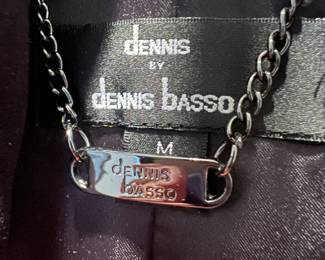 dennis
BY
dennis basso
M
dennis
basso